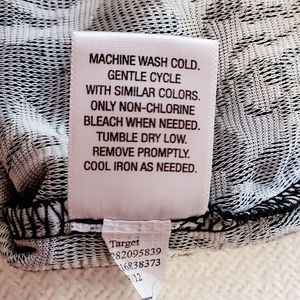 MACHINE WASH COLD.
GENTLE CYCLE
WITH SIMILAR COLORS.
ONLY NON-CHLORINE
BLEACH WHEN NEEDED.
TUMBLE DRY LOW.
REMOVE PROMPTLY.
COOL IRON AS NEEDED.
Target
282095839